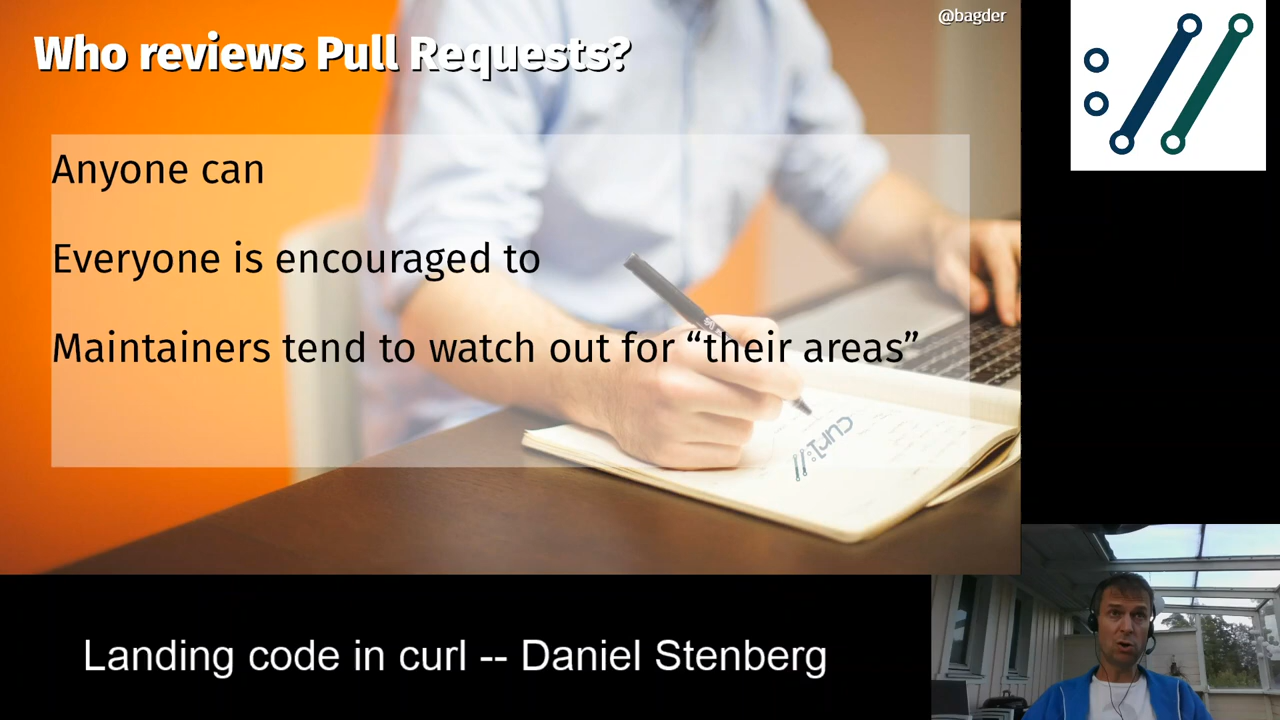 @bagder
Who reviews Pull Requests?
Anyone can
Everyone is encouraged to
Maintainers tend to watch out for “their areas”
curl://
Landing code in curl -- Daniel Stenberg